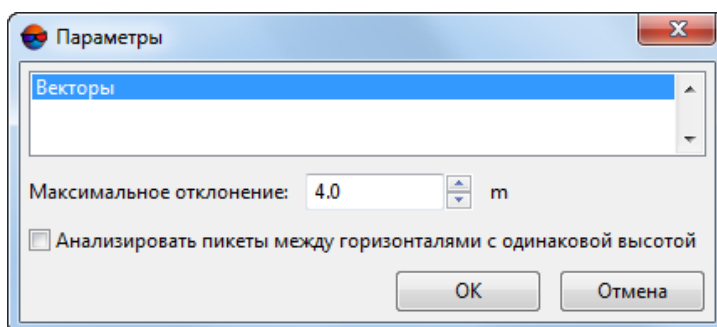 Параметры
Векторы
Максимальное отклонение: 4.0 m
Анализировать пикеты между горизонталями с одинаковой высотой
OK Отмена